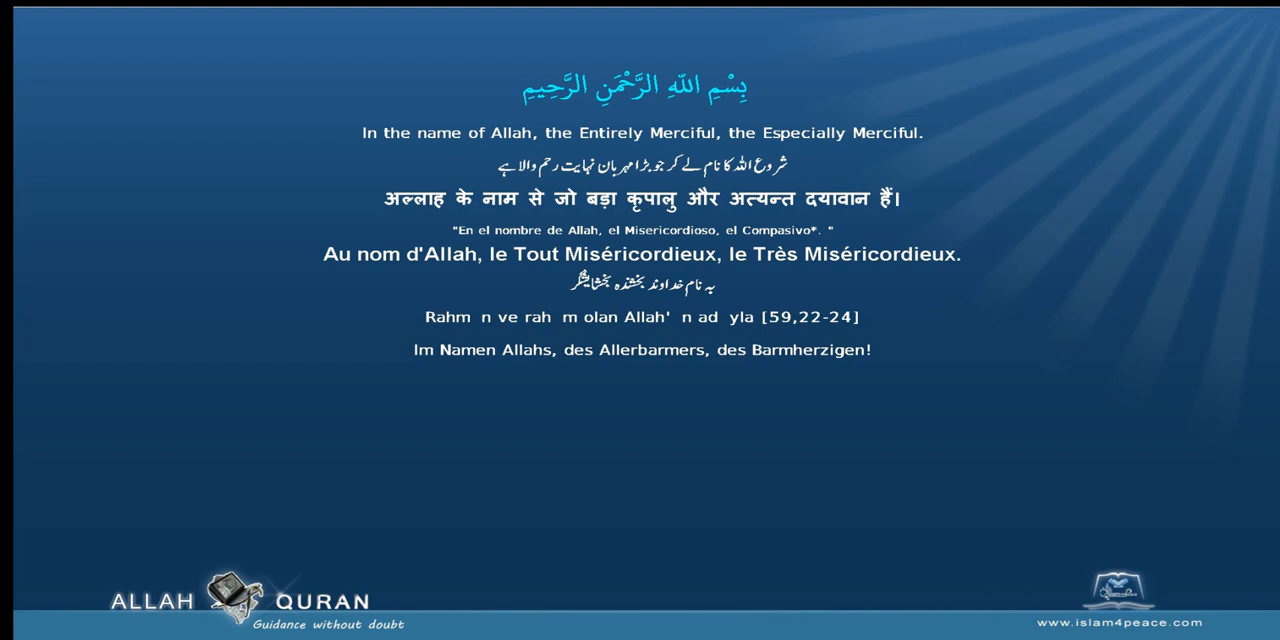 بِسْمِ اللَّهِ الرَّحْمَنِ الرَّحِيمِ
In the name of Allah, the Entirely Merciful, the Especially Merciful.
شروع الله کا نام لے کر جو بڑا مہربان نہایت رحم والا ہے
अल्लाह के नाम से जो बड़ा कृपालु और अत्यन्त दयावान हैं।
"En el nombre de Allah, el Misericordioso, el Compasivo*. "
Au nom d'Allah, le Tout Miséricordieux, le Très Miséricordieux.
به نام خداوند بخشنده بخشایشگر
Rahm n ve rah m olan Allah' n ad yla [59,22-24]
Im Namen Allahs, des Allerbarmers, des Barmherzigen!
ALLAH QURAN
Guidance without doubt
www.islam4peace.com